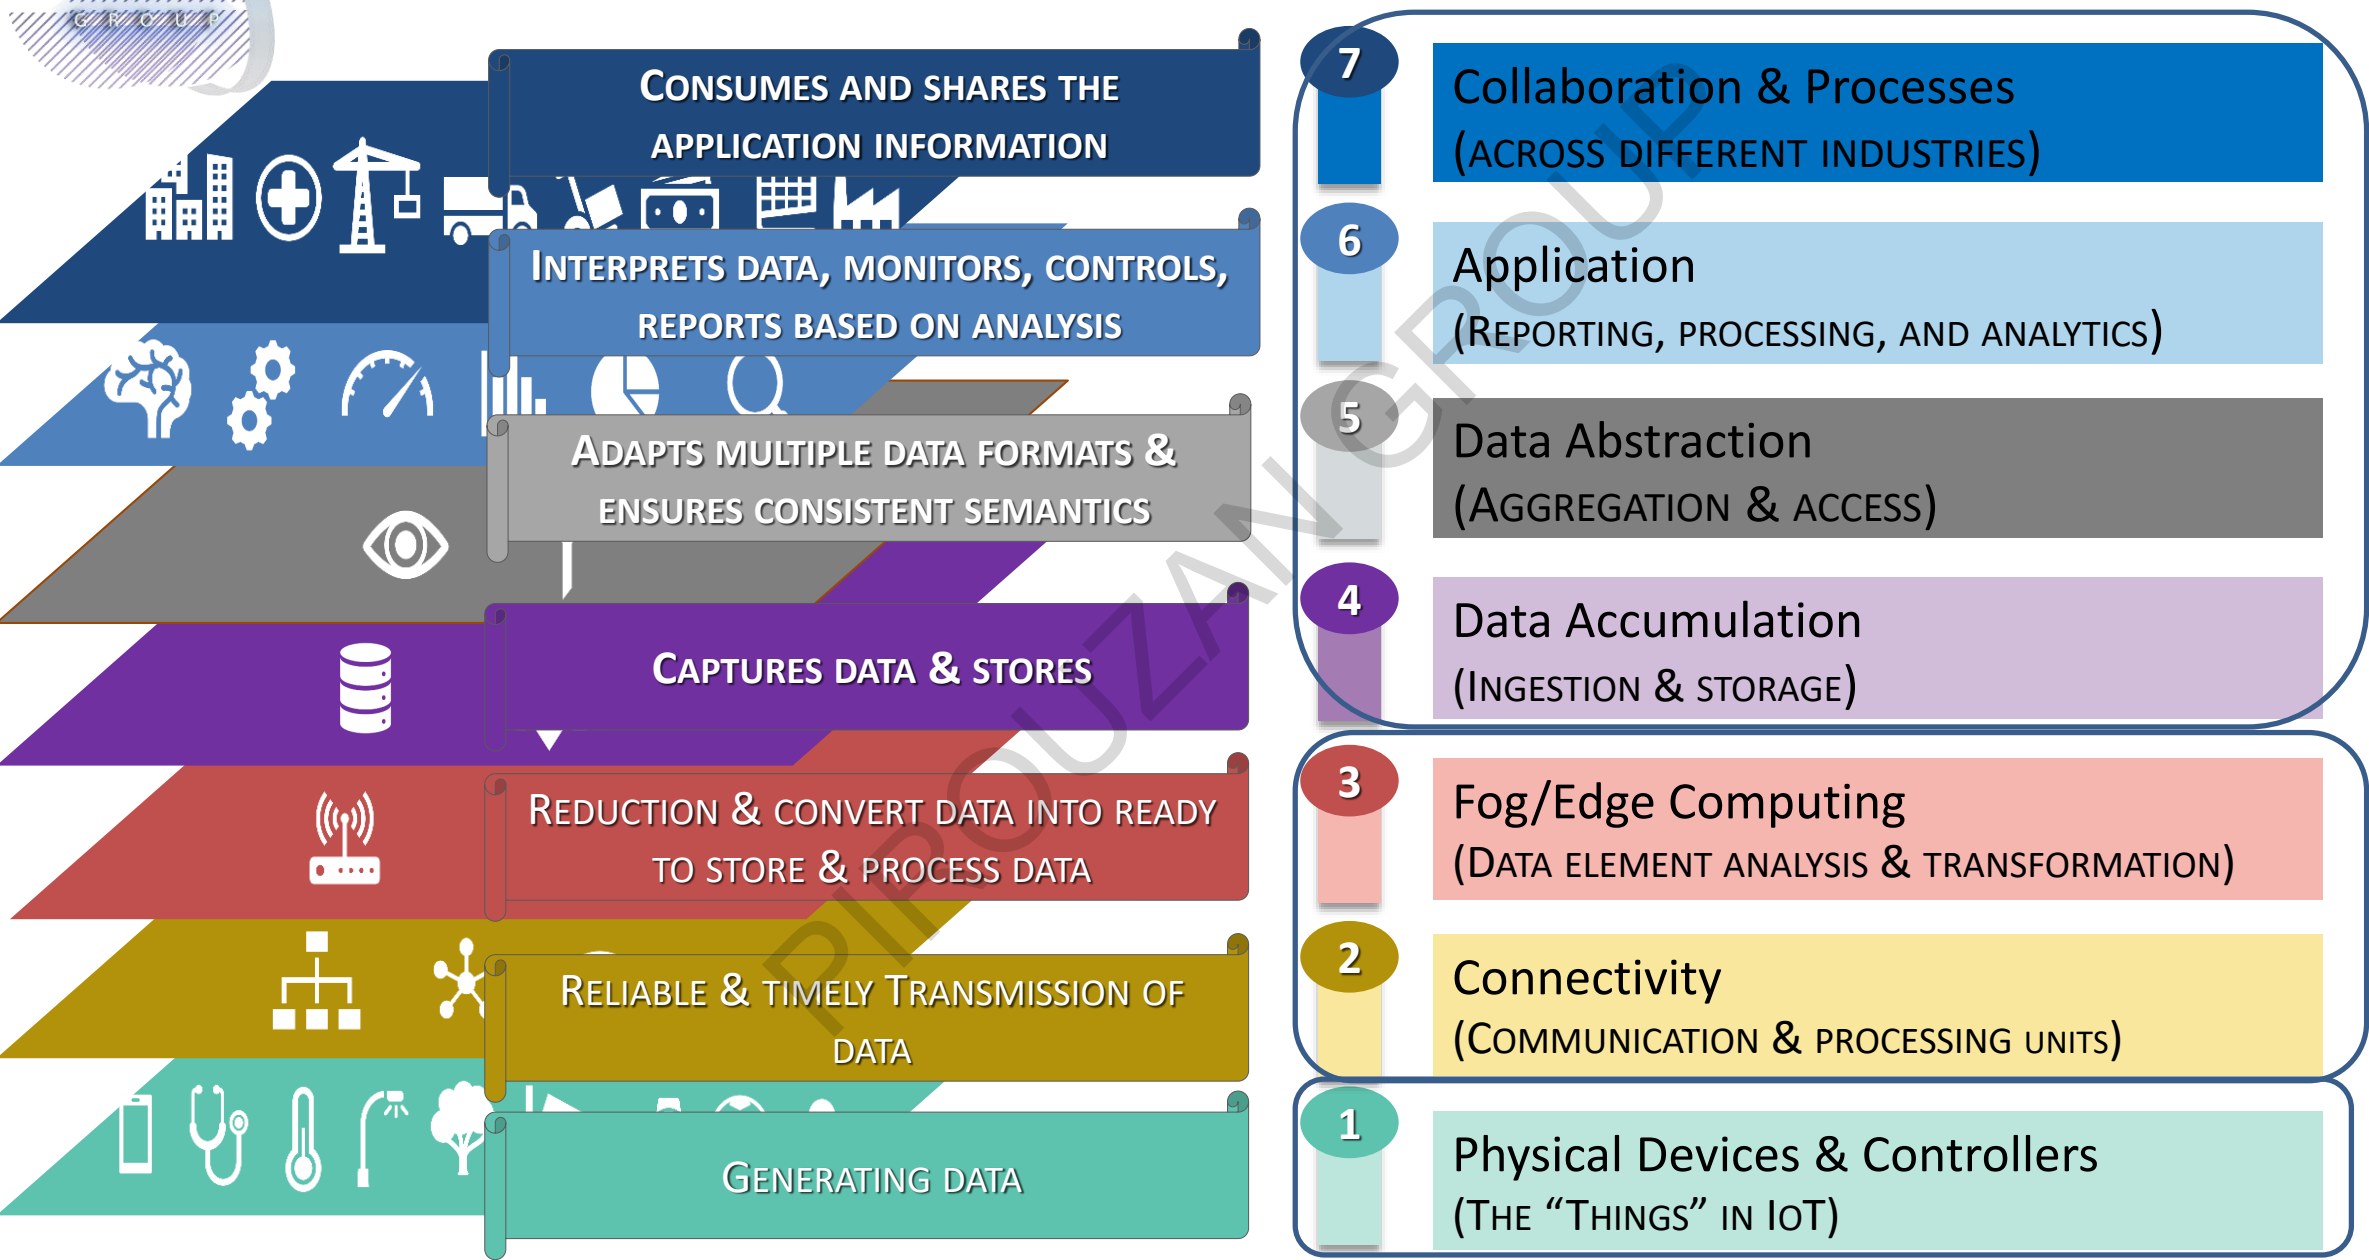 GROUP
CONSUMES AND SHARES THE
APPLICATION INFORMATION
7
Collaboration & Processes
(ACROSS DIFFERENT INDUSTRIES)
INTERPRETS DATA, MONITORS, CONTROLS,
REPORTS BASED ON ANALYSIS
6
Application
(REPORTING, PROCESSING, AND ANALYTICS)
ADAPTS MULTIPLE DATA FORMATS &
ENSURES CONSISTENT SEMANTICS
5
Data Abstraction
(AGGREGATION & ACCESS)
CAPTURES DATA & STORES
4
Data Accumulation
(INGESTION & STORAGE)
REDUCTION & CONVERT DATA INTO READY
TO STORE & PROCESS DATA
3
Fog/Edge Computing
(DATA ELEMENT ANALYSIS & TRANSFORMATION)
RELIABLE & TIMELY TRANSMISSION OF
DATA
2
Connectivity
(COMMUNICATION & PROCESSING UNITS)
GENERATING DATA
1
Physical Devices & Controllers
(THE “THINGS” IN IOT)
PIROUZAN GROUP